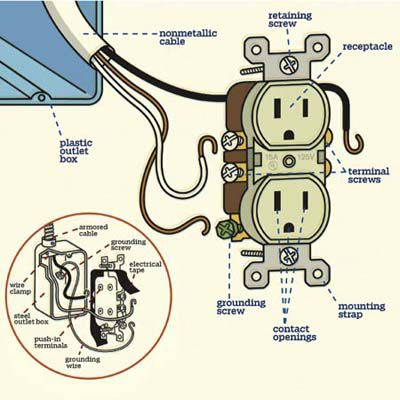 retaining
screw
nonmetallic
cable
receptacle
plastic
outlet
box
15A
125V
terminal
screws
armored
cable
grounding
screw
electrical
tape
wire
clamp
steel
outlet box
push-in
terminals
grounding
wire
grounding
screw
mounting
strap
contact
openings